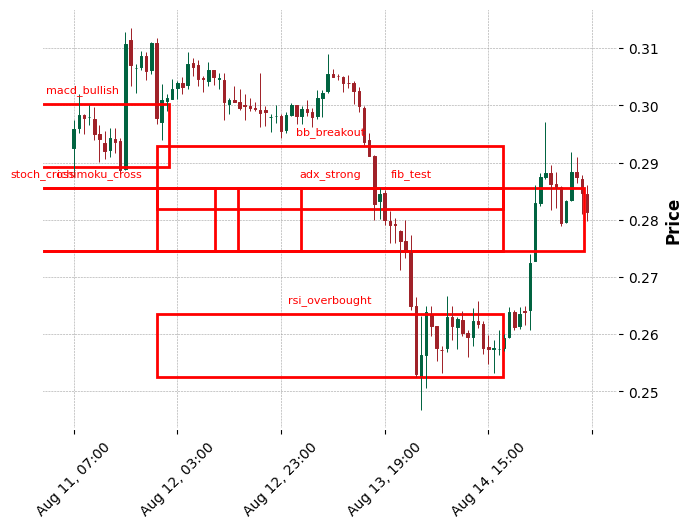 0.31
macd_bullish
0.30
bb_breakout
0.29
stoch_cross
ichimoku_cross
adx_strong
fib_test
0.28
Price
0.27
rsi_overbought
0.26
0.25
Aug 11, 07:00
Aug 12, 03:00
Aug 12, 23:00
Aug 13, 19:00
Aug 14, 15:00